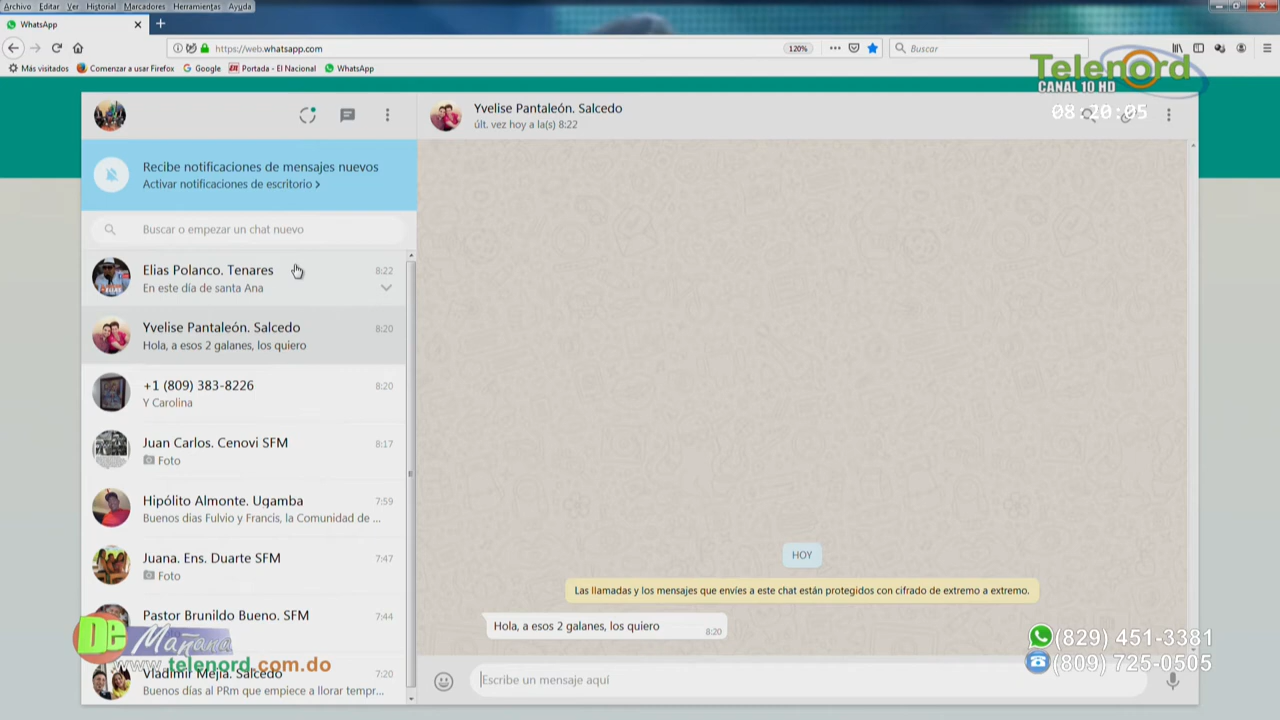 Archivo Editar Ver Historial Marcadores Herramientas Ayuda
WhatsApp
https://web.whatsapp.com
120%
Buscar
Más visitados
Comenzar a usar Firefox
Google
Portada - El Nacional
WhatsApp
Telenord
CANAL 10 HD
08:20:05
Yvelise Pantaleón. Salcedo
últ. vez hoy a la(s) 8:22
Recibe notificaciones de mensajes nuevos
Activar notificaciones de escritorio >
Buscar o empezar un chat nuevo
Elias Polanco. Tenares
8:22
En este día de santa Ana
Yvelise Pantaleón. Salcedo
8:20
Hola, a esos 2 galanes, los quiero
+1 (809) 383-8226
8:20
Y Carolina
Juan Carlos. Cenovi SFM
8:17
Foto
Hipólito Almonte. Ugamba
7:59
Buenos dias Fulvio y Francis, la Comunidad de ...
Juana. Ens. Duarte SFM
7:47
Foto
Pastor Brunildo Bueno. SFM
7:44
Vladimir Mejía. Salcedo
7:20
Buenos días al PRm que empiece a llorar tempr...
HOY
Las llamadas y los mensajes que envíes a este chat están protegidos con cifrado de extremo a extremo.
Hola, a esos 2 galanes, los quiero
8:20
Escribe un mensaje aquí
De Mañana
www.telenord.com.do
(829) 451-3381
(809) 725-0505